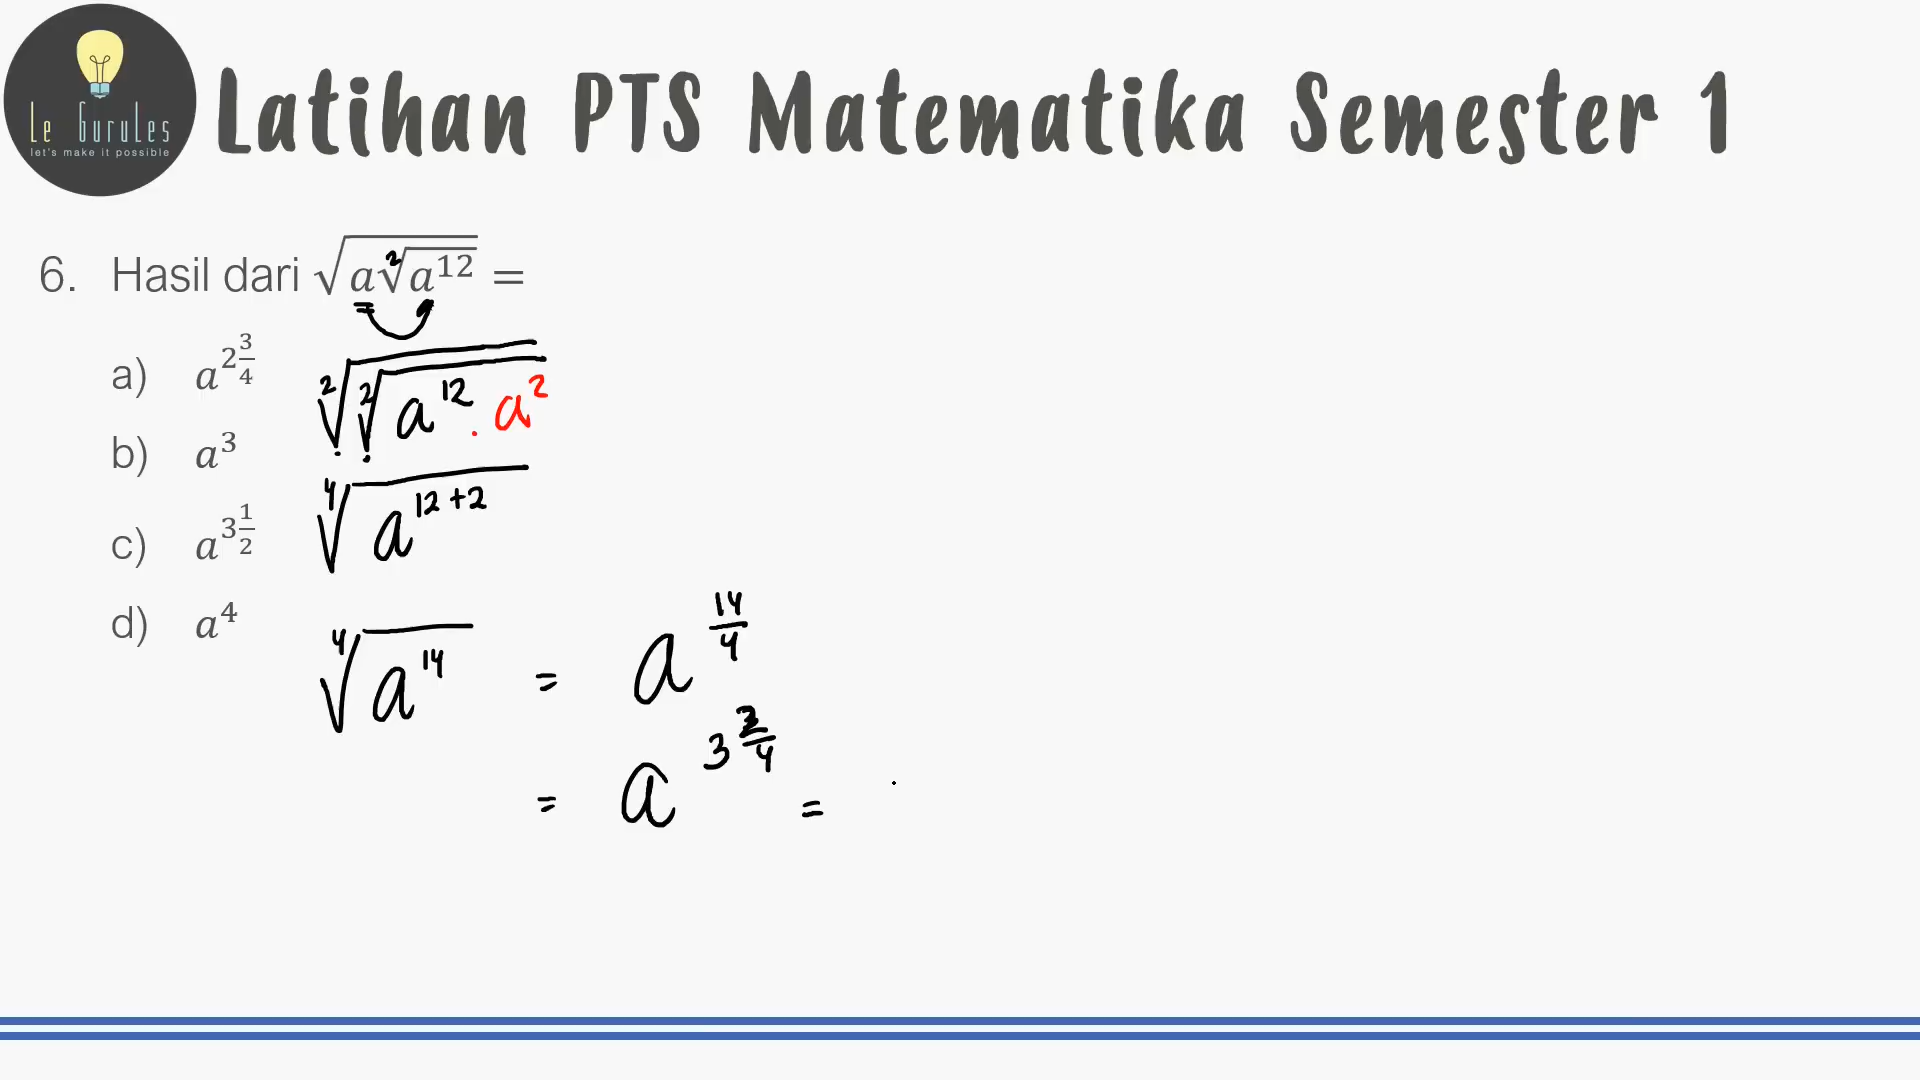 Le GuruLes
let's make it possible
Latihan PTS Matematika Semester 1
6. Hasil dari √(a ²√(a¹²)) =
a) a^(2 3/4)
b) a³
c) a^(3 1/2)
d) a⁴
²√(²√(a¹² . a²))
⁴√(a^(12+2))
⁴√(a¹⁴) = a^(14/4)
= a^(3 2/4) =